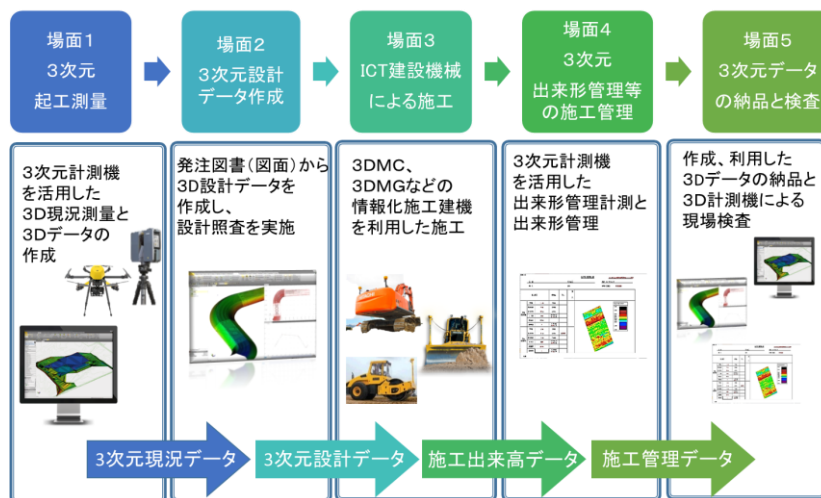 場面1
3次元
起工測量
場面2
3次元設計
データ作成
場面3
ICT建設機械
による施工
場面4
3次元
出来形管理等
の施工管理
場面5
3次元データ
の納品と検査
3次元計測機
を活用した
3D現況測量と
3Dデータの
作成
発注図書(図面)から
3D設計データを
作成し、
設計照査を実施
3DMC、
3DMGなどの
情報化施工建機
を利用した施工
3次元計測機
を活用した
出来形管理計測と
出来形管理
作成、利用した
3Dデータの納品と
3D計測機による
現場検査
3次元現況データ
3次元設計データ
施工出来高データ
施工管理データ